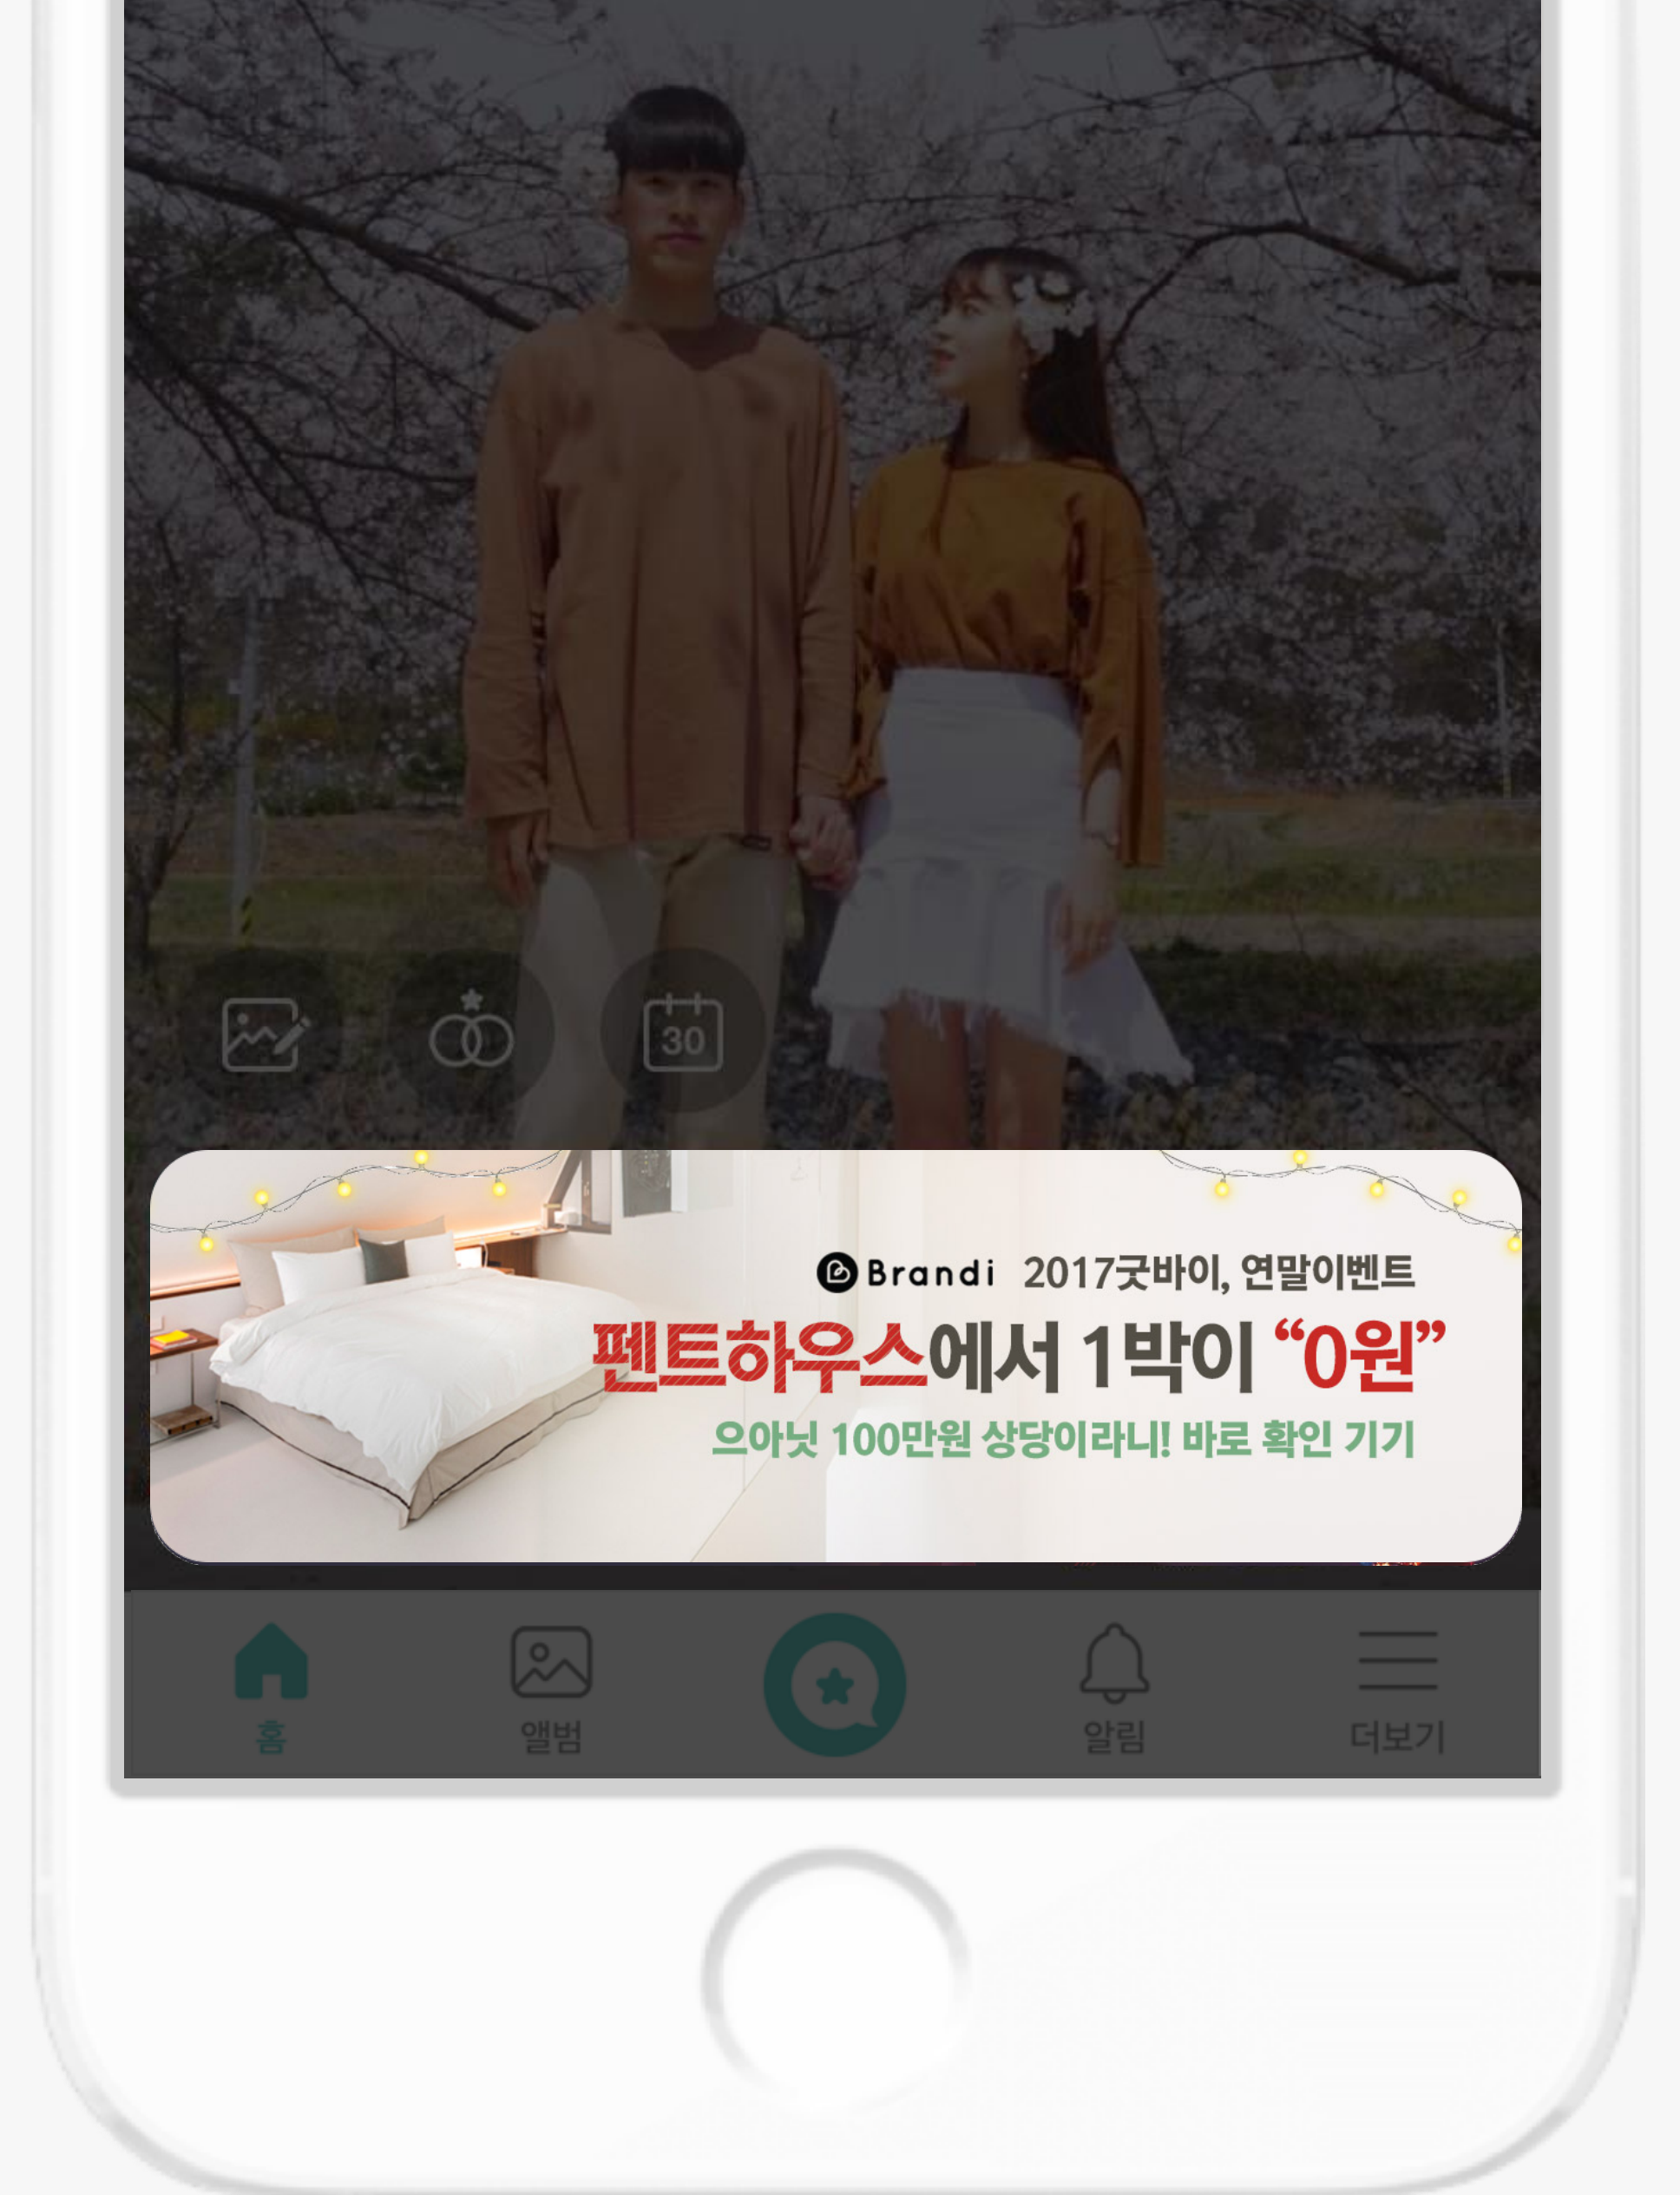 30
Brandi 2017굿바이, 연말이벤트
펜트하우스에서 1박이 “0원”
으아닛 100만원 상당이라니! 바로 확인 기기
홈 앨범 알림 더보기